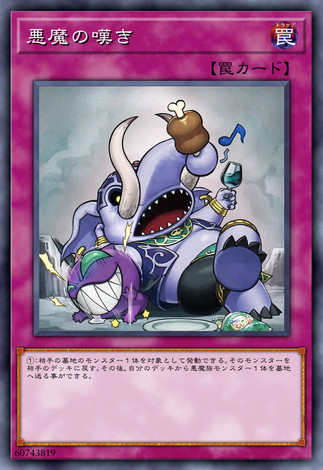 悪魔の嘆き
トラップ
罠
【罠カード】
①:相手の墓地のモンスター１体を対象として発動できる。そのモンスターを
相手のデッキに戻す。その後、自分のデッキから悪魔族モンスター１体を墓地
へ送る事ができる。
60743819